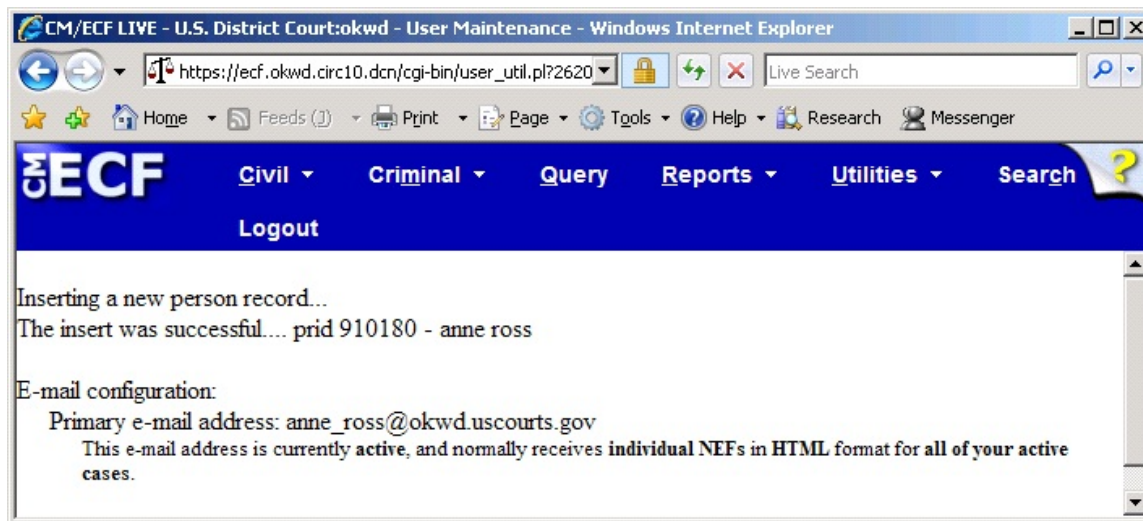 CM/ECF LIVE - U.S. District Court:okwd - User Maintenance - Windows Internet Explorer
https://ecf.okwd.circ10.dcn/cgi-bin/user_util.pl?2620 Live Search
Home Feeds (J) Print Page Tools Help Research Messenger
CM ECF Civil Criminal Query Reports Utilities Search ?
Logout
Inserting a new person record...
The insert was successful.... prid 910180 - anne ross
E-mail configuration:
Primary e-mail address: anne_ross@okwd.uscourts.gov
This e-mail address is currently active, and normally receives individual NEFs in HTML format for all of your active
cases.